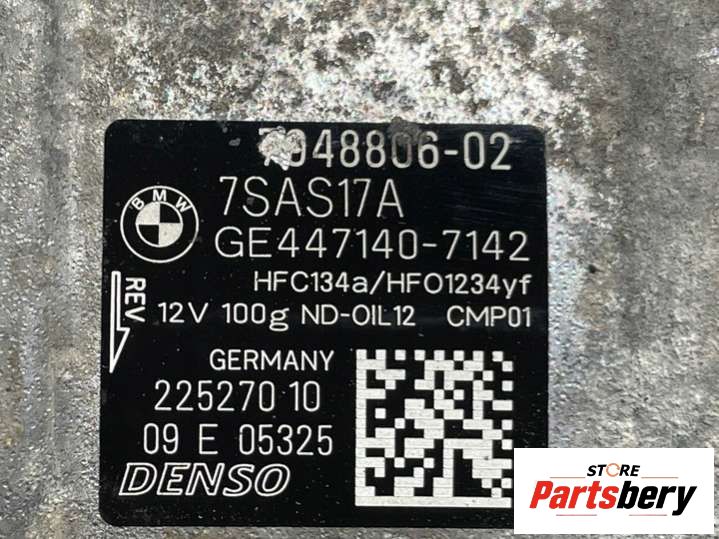 7948806-02
BMW
7SAS17A
GE447140-7142
HFC134a/HFO1234yf
REV
12V 100g ND-OIL12 CMP01
GERMANY
225270 10
09 E 05325
DENSO
STORE
Partsbery